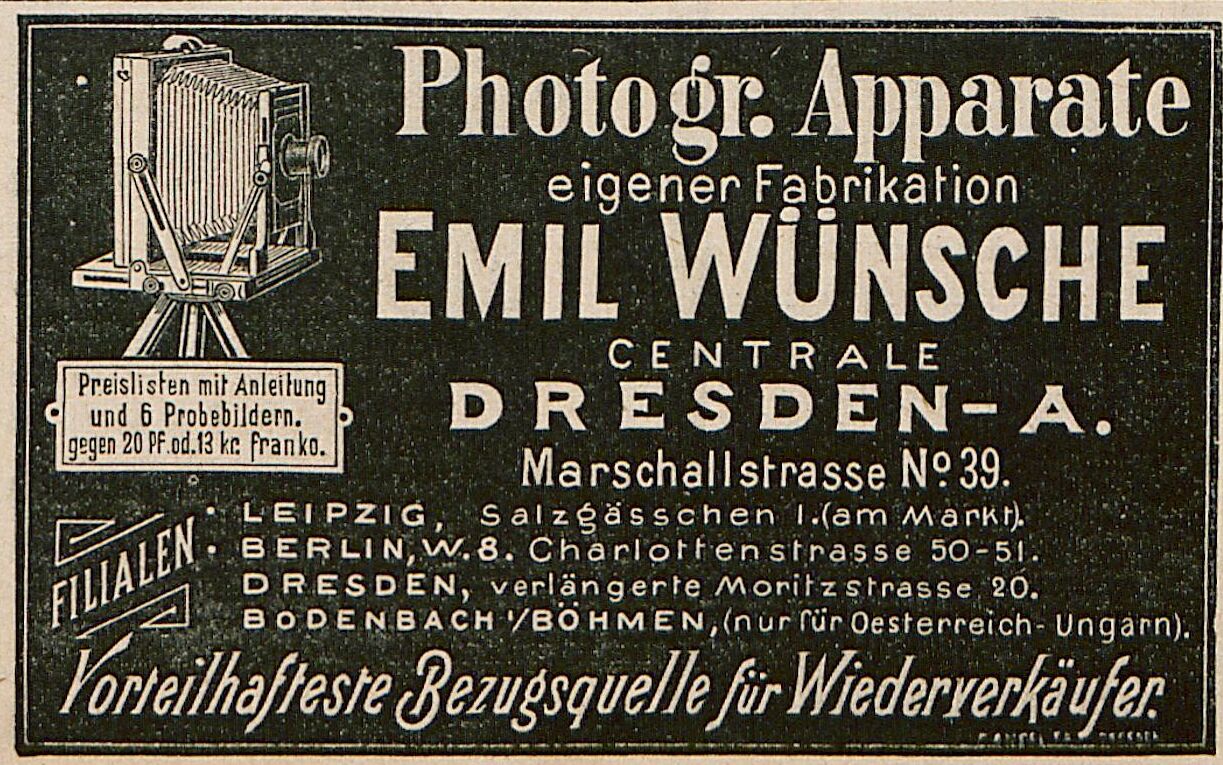 Photogr. Apparate
eigener Fabrikation
EMIL WÜNSCHE
CENTRALE
DRESDEN-A.
Marschallstrasse No. 39.
Preislisten mit Anleitung
und 6 Probebildern.
gegen 20 Pf. od. 13 kr. franko.
FILIALEN
LEIPZIG, Salzgässchen 1. (am Markt).
BERLIN, W. 8. Charlottenstrasse 50-51.
DRESDEN, verlängerte Moritzstrasse 20.
BODENBACH i/BÖHMEN, (nur für Oesterreich-Ungarn).
Vorteilhafteste Bezugsquelle für Wiederverkäufer.